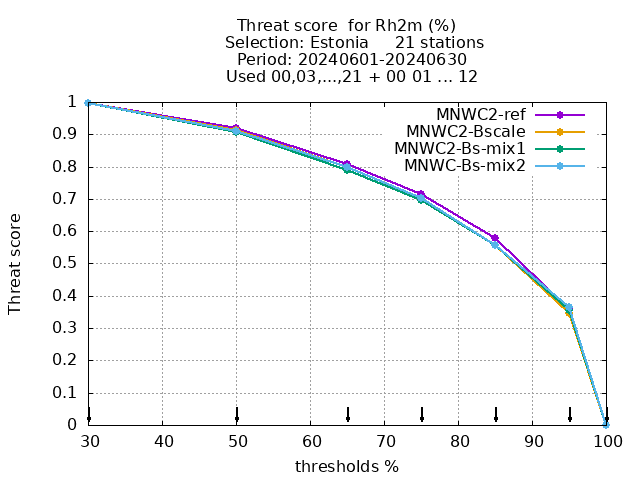 Threat score  for Rh2m (%)
Selection: Estonia     21 stations
Period: 20240601-20240630
Used 00,03,...,21 + 00 01 ... 12
MNWC2-ref
MNWC2-Bscale
MNWC2-Bs-mix1
MNWC-Bs-mix2
Threat score
1
0.9
0.8
0.7
0.6
0.5
0.4
0.3
0.2
0.1
0
30 40 50 60 70 80 90 100
thresholds %